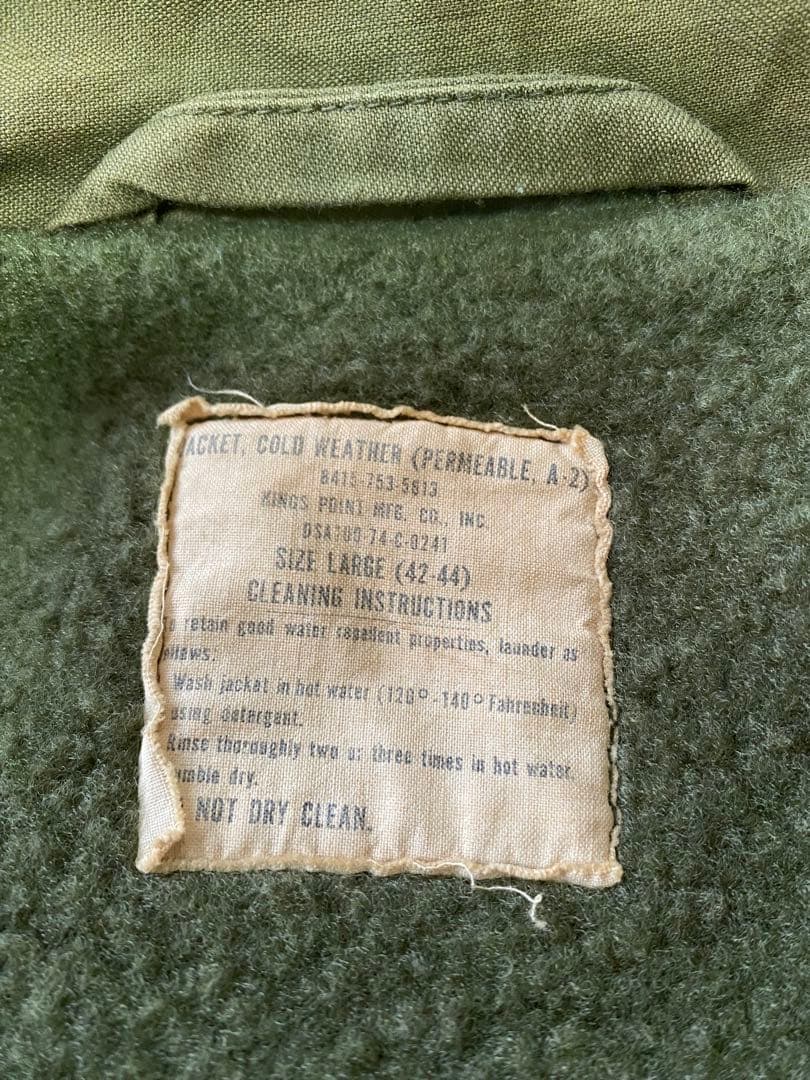 ACKET, COLD WEATHER (PERMEABLE, A-2)
8415-753-5613
KINGS POINT MFG. CO., INC.
DSA100-74-C-0241
SIZE LARGE (42-44)
CLEANING INSTRUCTIONS
o retain good water repellent properties, launder as
llows:
Wash jacket in hot water (120°-140° Fahrenheit)
using detergent.
Rinse thoroughly two or three times in hot water.
umble dry.
NOT DRY CLEAN.